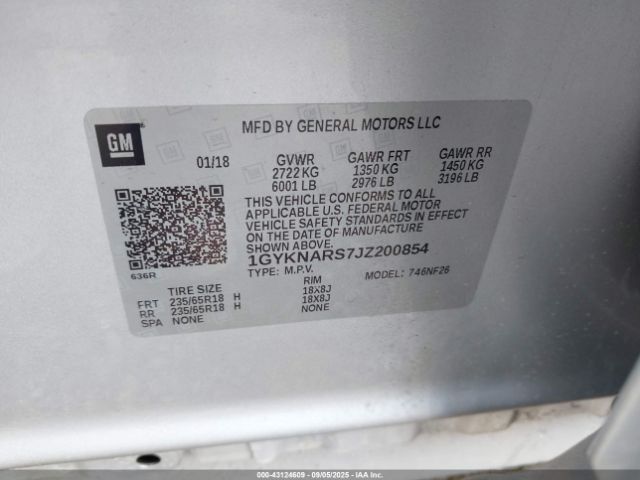 GM
MFD BY GENERAL MOTORS LLC
01/18 GVWR GAWR FRT GAWR RR
2722 KG 1350 KG 1450 KG
6001 LB 2976 LB 3196 LB
THIS VEHICLE CONFORMS TO ALL
APPLICABLE U.S. FEDERAL MOTOR
VEHICLE SAFETY STANDARDS IN EFFECT
ON THE DATE OF MANUFACTURE
SHOWN ABOVE.
1GYKNARS7JZ200854
636R TYPE: M.P.V. MODEL: 746NF26
TIRE SIZE RIM
FRT 235/65R18 H 18X8J
RR 235/65R18 H 18X8J
SPA NONE NONE
000-43124609 - 09/05/2025 - IAAI.COM